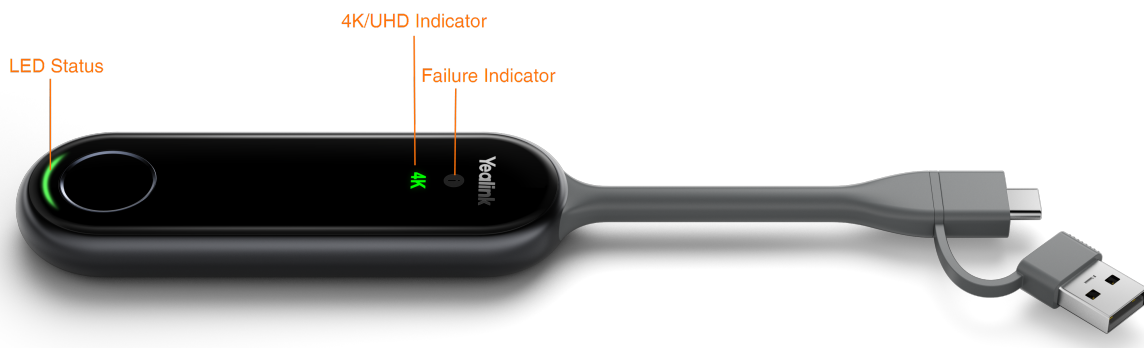 4K/UHD Indicator
LED Status
Failure Indicator
4K
Yealink